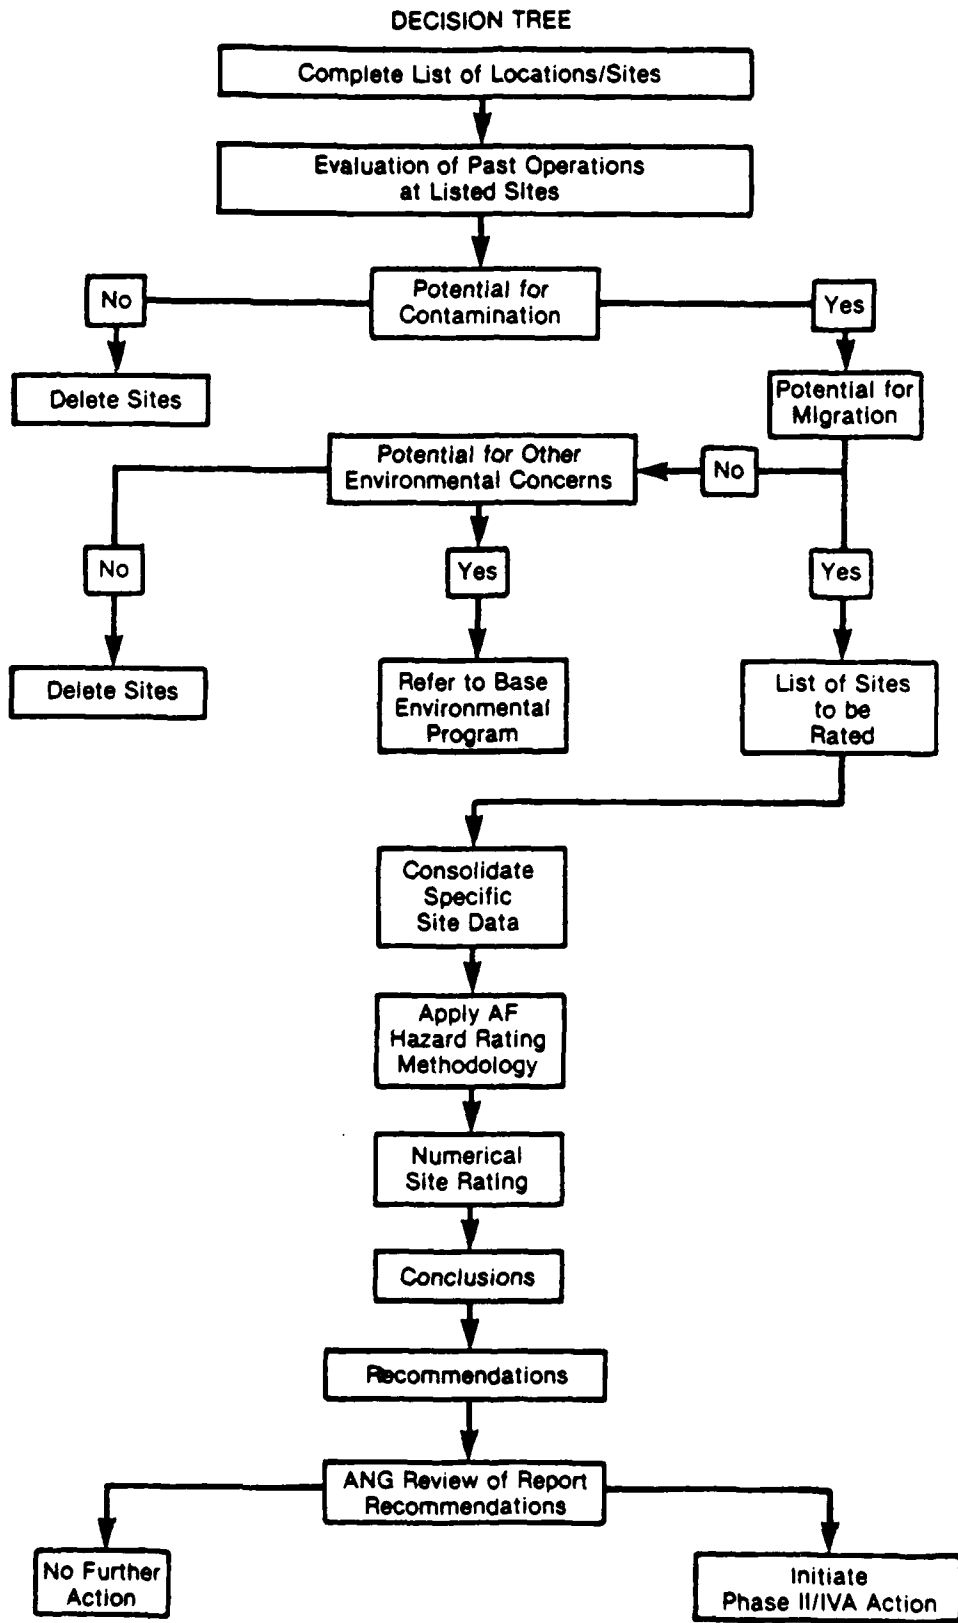 DECISION TREE
Complete List of Locations/Sites
Evaluation of Past Operations
at Listed Sites
Potential for
Contamination
No
Yes
Delete Sites
Potential for
Migration
Potential for Other
Environmental Concerns
No
No
Yes
Yes
Delete Sites
Refer to Base
Environmental
Program
List of Sites
to be
Rated
Consolidate
Specific
Site Data
Apply AF
Hazard Rating
Methodology
Numerical
Site Rating
Conclusions
Recommendations
ANG Review of Report
Recommendations
No Further
Action
Initiate
Phase II/IVA Action